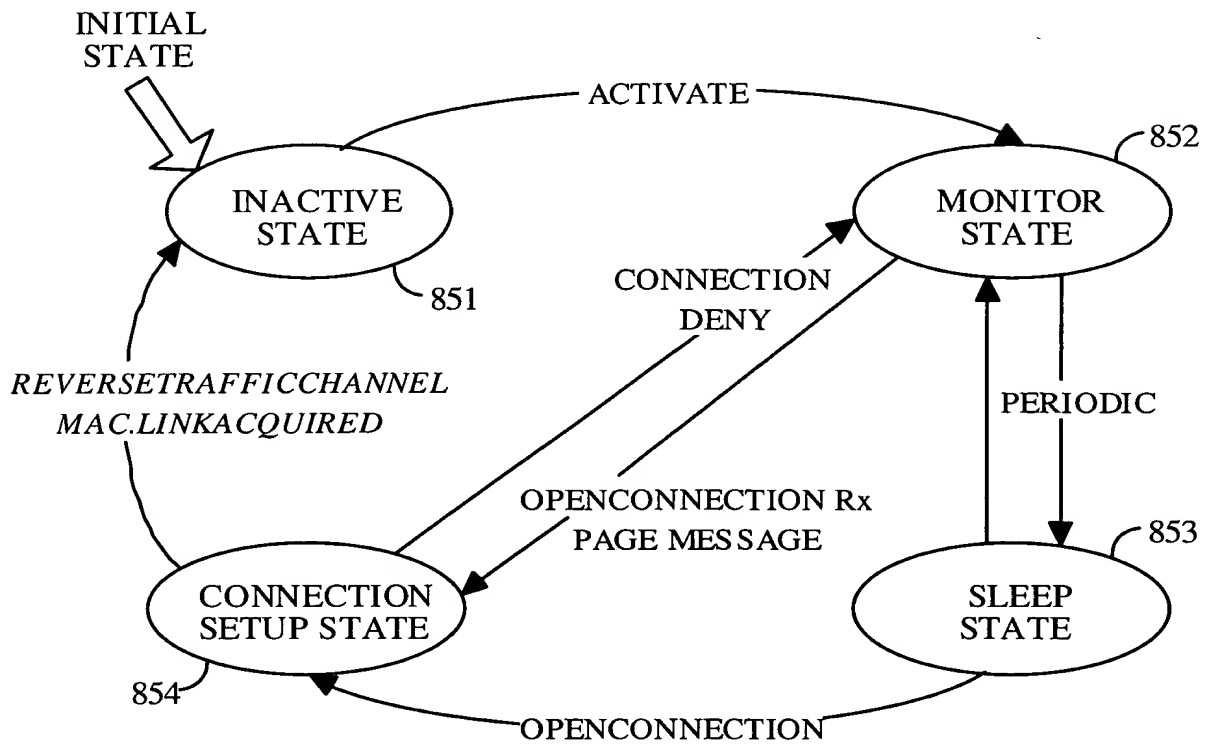 INITIAL
STATE
ACTIVATE
852
INACTIVE
STATE
MONITOR
STATE
851
CONNECTION
DENY
REVERSETRAFFICCHANNEL
MAC.LINKACQUIRED
PERIODIC
OPENCONNECTION Rx
PAGE MESSAGE
853
CONNECTION
SETUP STATE
SLEEP
STATE
854
OPENCONNECTION